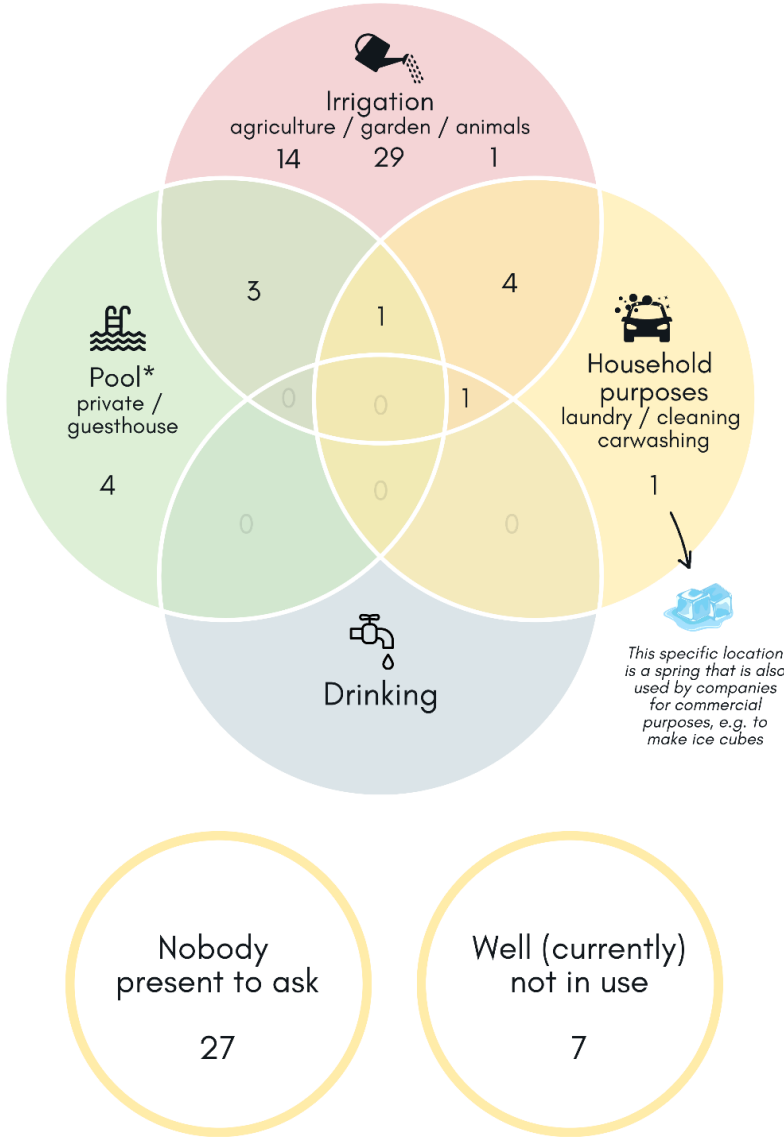 Irrigation
agriculture / garden / animals
14 29 1
3
4
1
Pool*
private /
guesthouse
4
Household
purposes
laundry / cleaning
carwashing
1
0
0
1
0
0
0
Drinking
This specific location
is a spring that is also
used by companies
for commercial
purposes, e.g. to
make ice cubes
Nobody
present to ask
27
Well (currently)
not in use
7